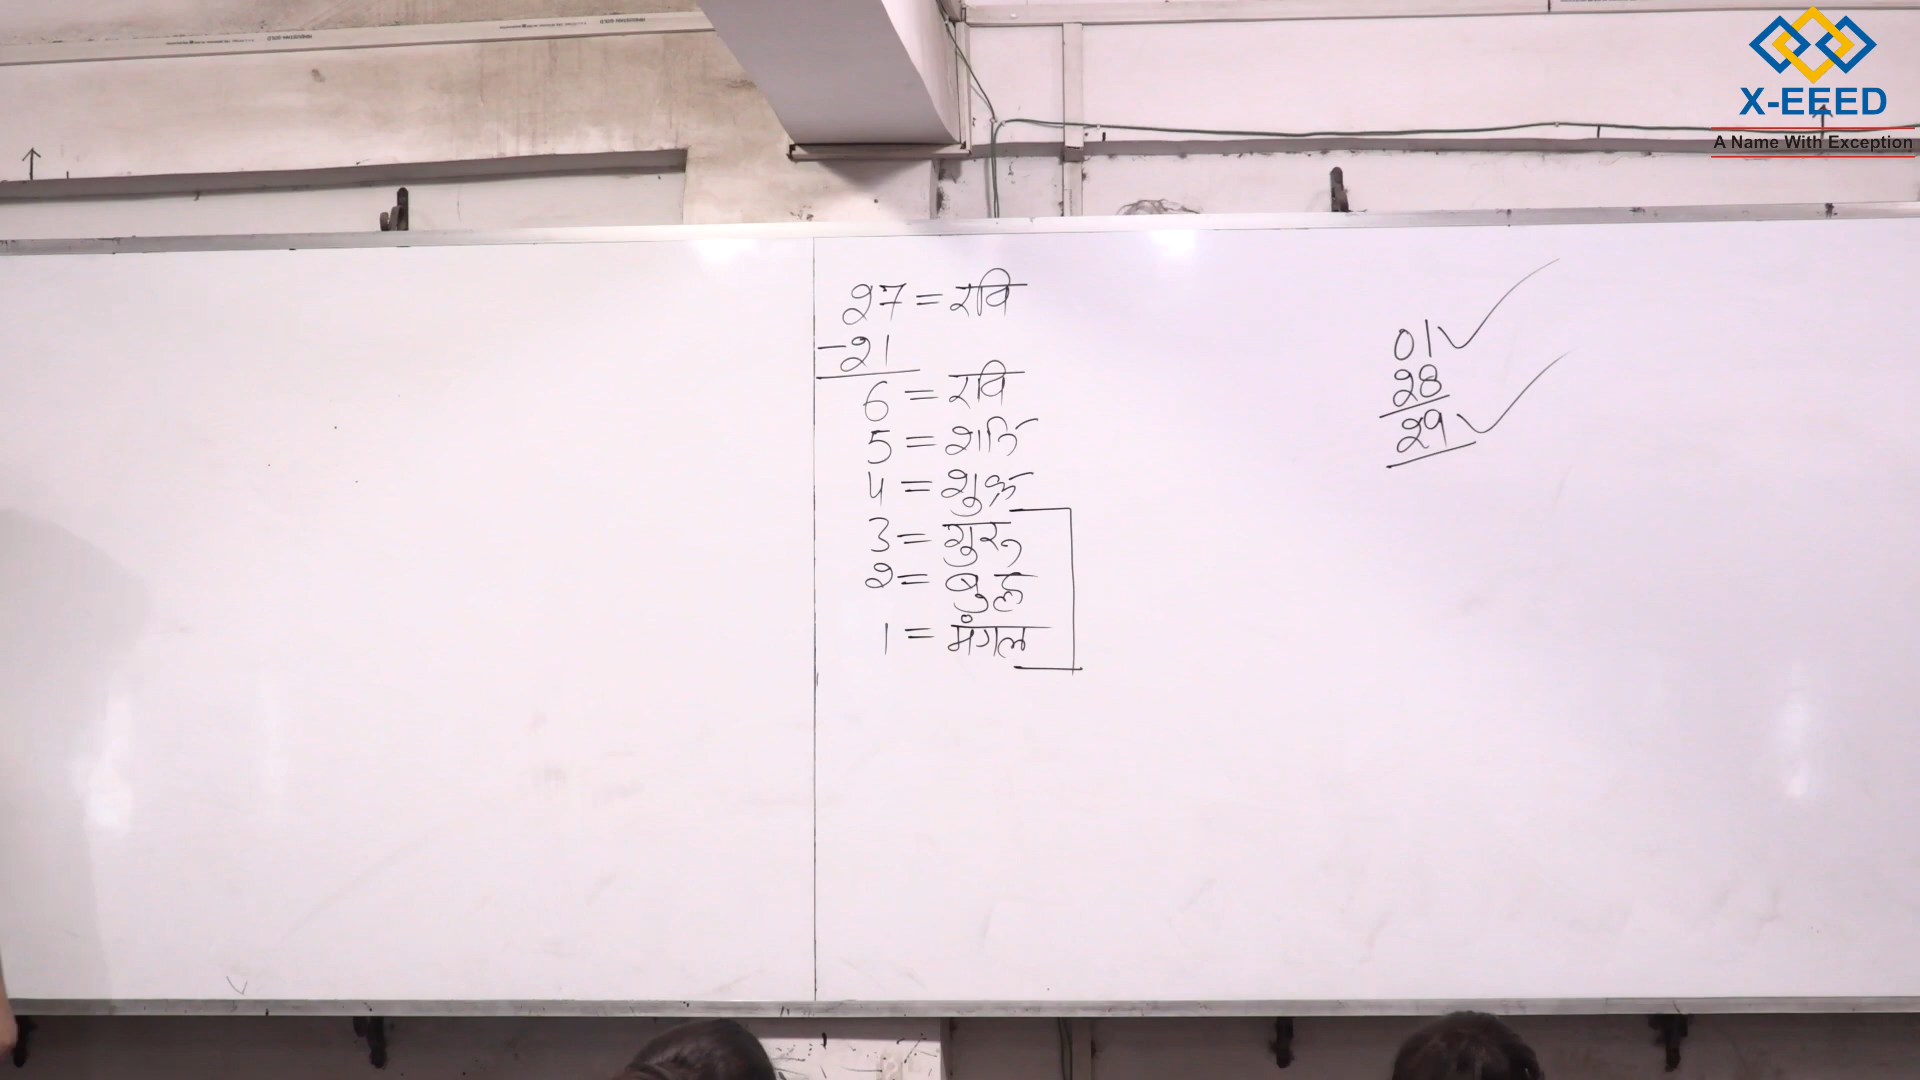 27 = रवि
-21
6 = रवि
5 = शनि
4 = शुक्र
3 = गुरु
2 = बुध
1 = मंगल
01
28
29
X-EEED
A Name With Exception